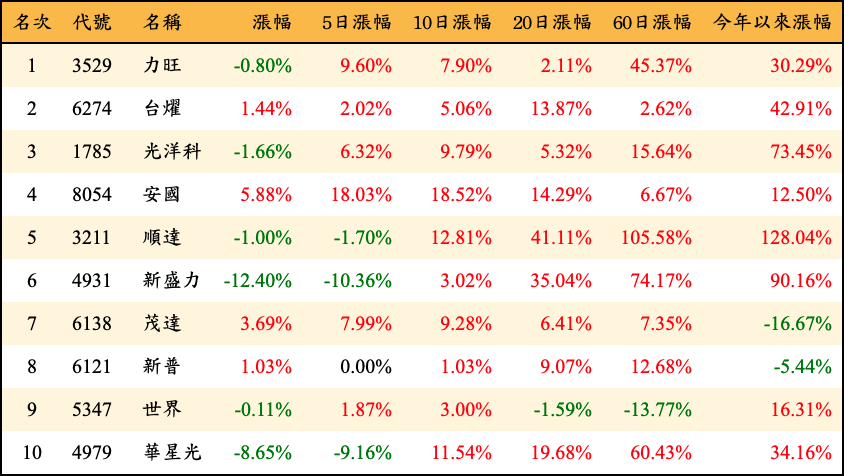 名次 代號 名稱 漲幅 5日漲幅 10日漲幅 20日漲幅 60日漲幅 今年以來漲幅
1 3529 力旺 -0.80% 9.60% 7.90% 2.11% 45.37% 30.29%
2 6274 台燿 1.44% 2.02% 5.06% 13.87% 2.62% 42.91%
3 1785 光洋科 -1.66% 6.32% 9.79% 5.32% 15.64% 73.45%
4 8054 安國 5.88% 18.03% 18.52% 14.29% 6.67% 12.50%
5 3211 順達 -1.00% -1.70% 12.81% 41.11% 105.58% 128.04%
6 4931 新盛力 -12.40% -10.36% 3.02% 35.04% 74.17% 90.16%
7 6138 茂達 3.69% 7.99% 9.28% 6.41% 7.35% -16.67%
8 6121 新普 1.03% 0.00% 1.03% 9.07% 12.68% -5.44%
9 5347 世界 -0.11% 1.87% 3.00% -1.59% -13.77% 16.31%
10 4979 華星光 -8.65% -9.16% 11.54% 19.68% 60.43% 34.16%